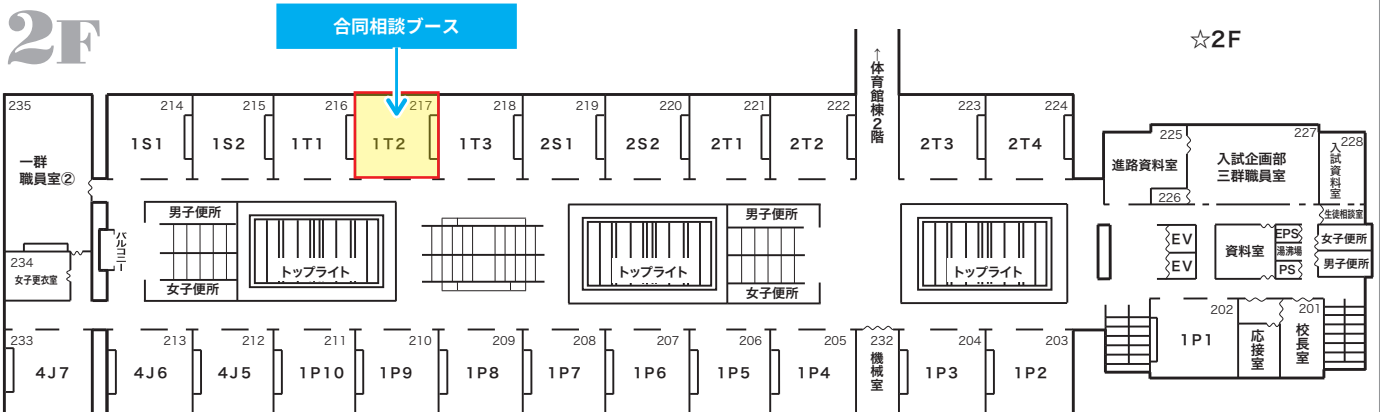 2F
合同相談ブース
☆2F
↑体育館棟2階
235
214
215
216
217
218
219
220
221
222
223
224
225
227
228
一群
職員室②
1S1
1S2
1T1
1T2
1T3
2S1
2S2
2T1
2T2
2T3
2T4
進路資料室
226
入試企画部
三群職員室
入試資料室
生徒相談室
男子便所
男子便所
バルコニー
トップライト
トップライト
トップライト
EV
EV
資料室
EPS
湯沸場
PS
女子便所
男子便所
234
女子更衣室
女子便所
女子便所
233
213
212
211
210
209
208
207
206
205
232
204
203
202
201
4J7
4J6
4J5
1P10
1P9
1P8
1P7
1P6
1P5
1P4
機械室
1P3
1P2
1P1
応接室
校長室